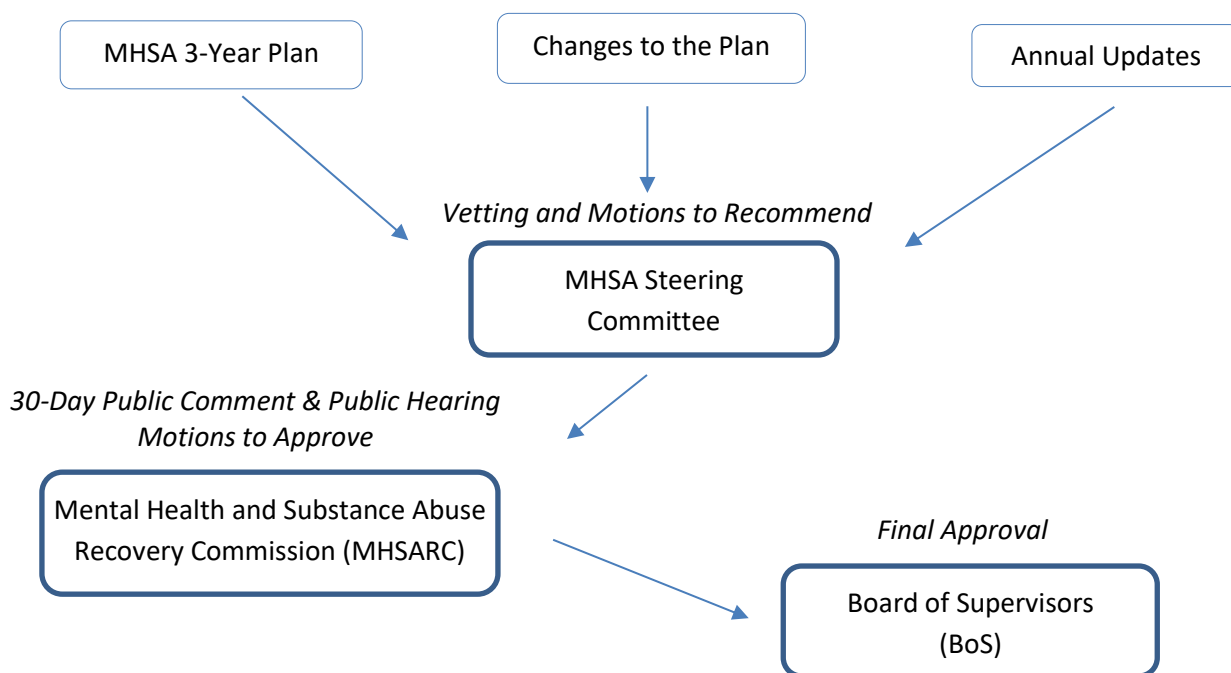 MHSA 3-Year Plan
Changes to the Plan
Annual Updates
Vetting and Motions to Recommend
MHSA Steering
Committee
30-Day Public Comment & Public Hearing
Motions to Approve
Mental Health and Substance Abuse
Recovery Commission (MHSARC)
Final Approval
Board of Supervisors
(BoS)